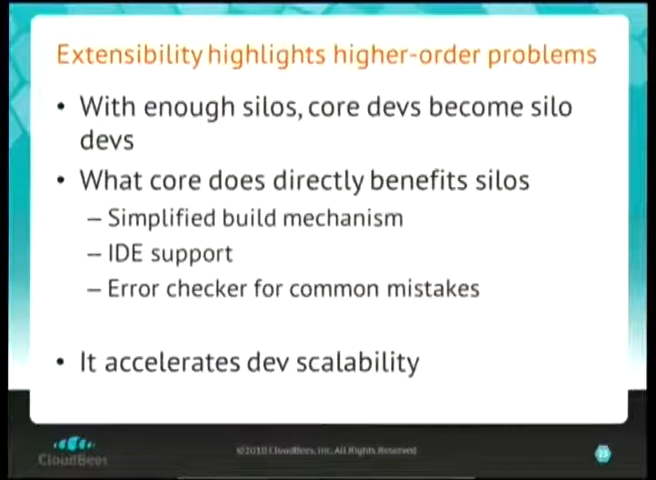 Extensibility highlights higher-order problems
• With enough silos, core devs become silo
devs
• What core does directly benefits silos
– Simplified build mechanism
– IDE support
– Error checker for common mistakes
• It accelerates dev scalability
CloudBees
©2010 CloudBees, Inc. All Rights Reserved